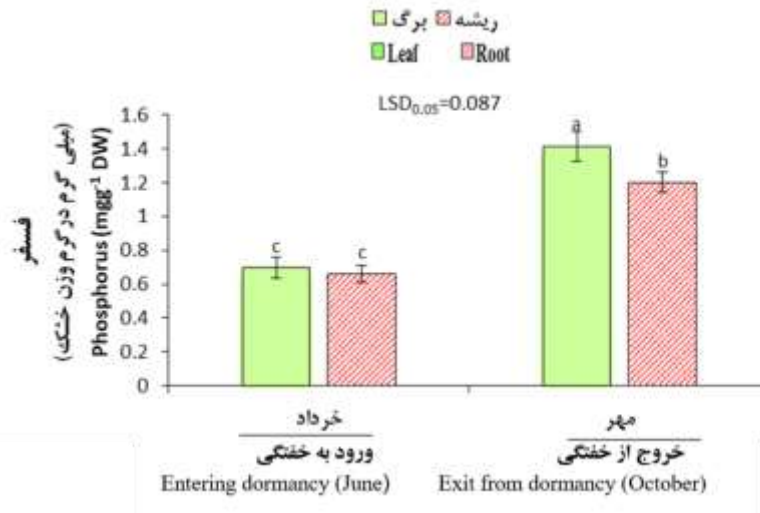 برگ ریشه
Leaf Root
LSD0.05=0.087
فسفر
(میلی گرم در گرم وزن خشک)
Phosphorus (mgg-1 DW)
1.6
1.4
1.2
1
0.8
0.6
0.4
0.2
0
c c a b
خرداد مهر
ورود به خفتگی خروج از خفتگی
Entering dormancy (June) Exit from dormancy (October)